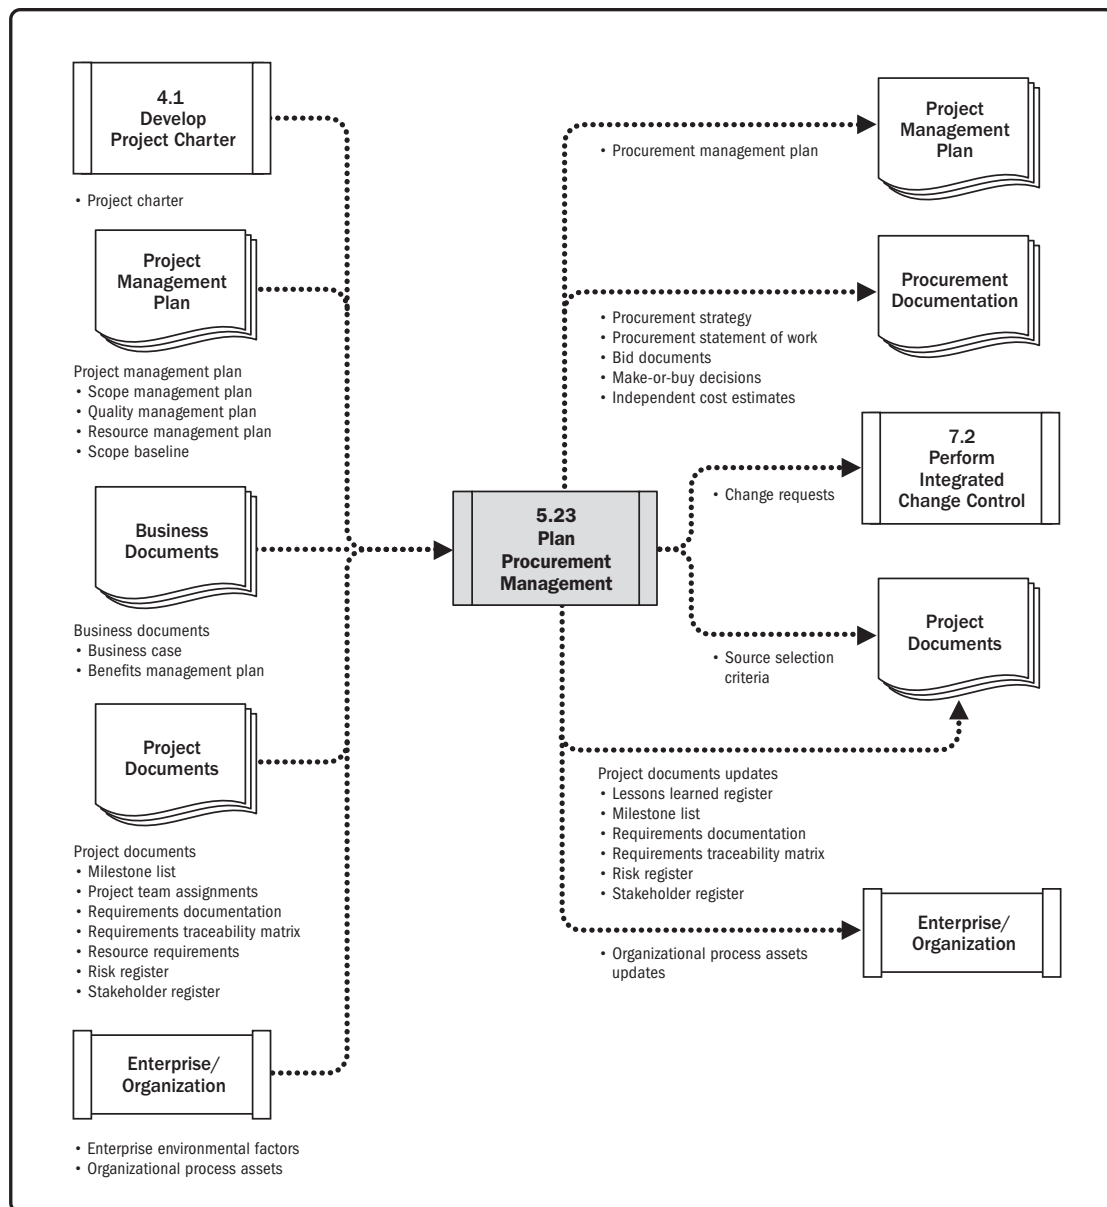 4.1
Develop
Project Charter
• Project charter
Project
Management
Plan
Project management plan
• Scope management plan
• Quality management plan
• Resource management plan
• Scope baseline
Business
Documents
Business documents
• Business case
• Benefits management plan
Project
Documents
Project documents
• Milestone list
• Project team assignments
• Requirements documentation
• Requirements traceability matrix
• Resource requirements
• Risk register
• Stakeholder register
Enterprise/
Organization
• Enterprise environmental factors
• Organizational process assets
5.23
Plan
Procurement
Management
• Procurement management plan
Project
Management
Plan
• Procurement strategy
• Procurement statement of work
• Bid documents
• Make-or-buy decisions
• Independent cost estimates
Procurement
Documentation
• Change requests
7.2
Perform
Integrated
Change Control
• Source selection
criteria
Project
Documents
Project documents updates
• Lessons learned register
• Milestone list
• Requirements documentation
• Requirements traceability matrix
• Risk register
• Stakeholder register
• Organizational process assets
updates
Enterprise/
Organization